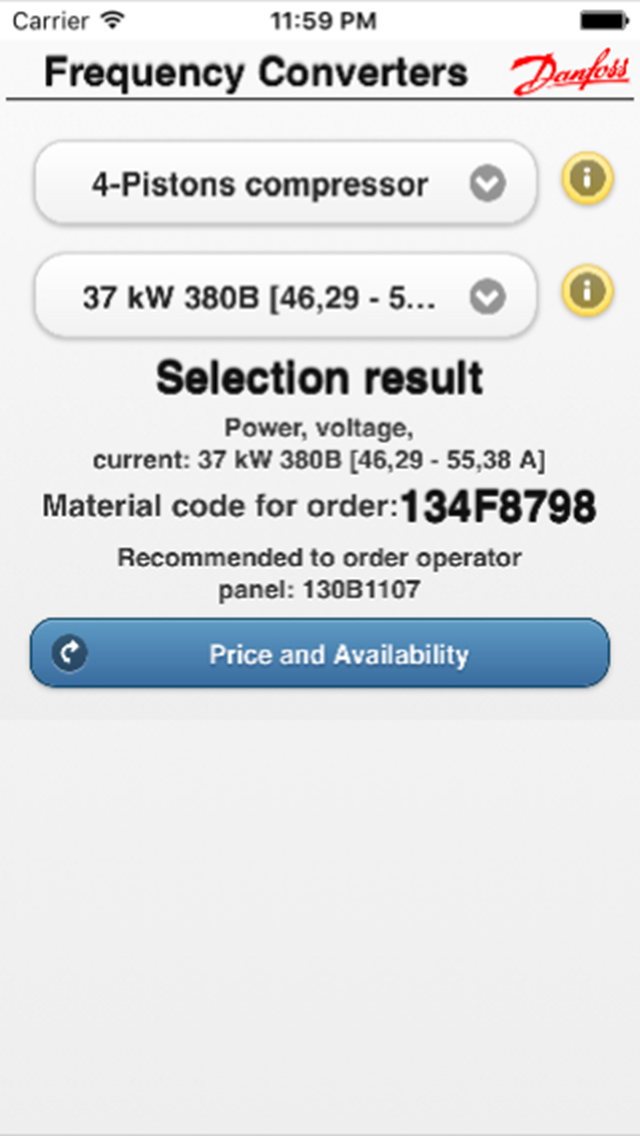 Carrier 11:59 PM
Frequency Converters Danfoss
4-Pistons compressor
37 kW 380B [46,29 - 5...
Selection result
Power, voltage,
current: 37 kW 380B [46,29 - 55,38 A]
Material code for order:134F8798
Recommended to order operator
panel: 130B1107
Price and Availability